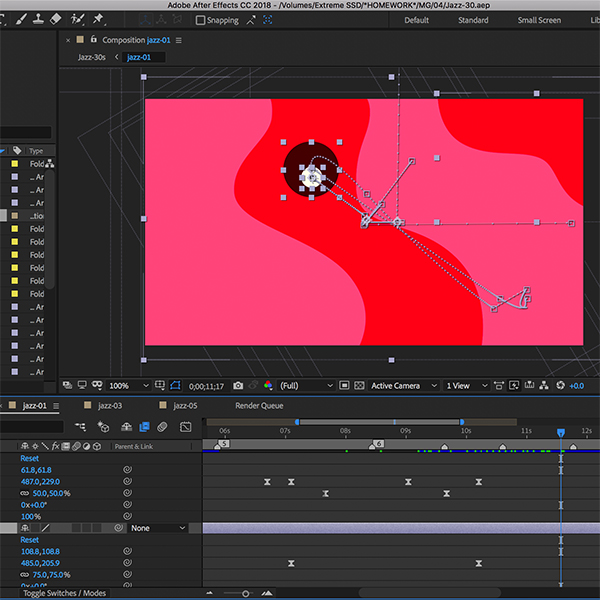 Adobe After Effects CC 2018 - /Volumes/Extreme SSD/*HOMEWORK*/MG/04/Jazz-30.aep
Snapping
Default
Standard
Small Screen
Composition jazz-01
Jazz-30s
jazz-01
Type
Fold
... Ar
... Ar
... Ar
...tion
Fold
Fold
Fold
Fold
Fold
Fold
... Ar
... Ar
... Ar
... Ar
... Ar
... Ar
100%
0;00;11;17
(Full)
Active Camera
1 View
+0.0
jazz-01
jazz-03
jazz-05
Render Queue
06s
07s
08s
09s
10s
11s
12s
Parent & Link
5
6
Reset
61.8,61.8
487.0,229.0
50.0,50.0%
0x+0.0°
100%
None
Reset
108.8,108.8
485.0,205.9
75.0,75.0%
0x+0.0°
Toggle Switches / Modes